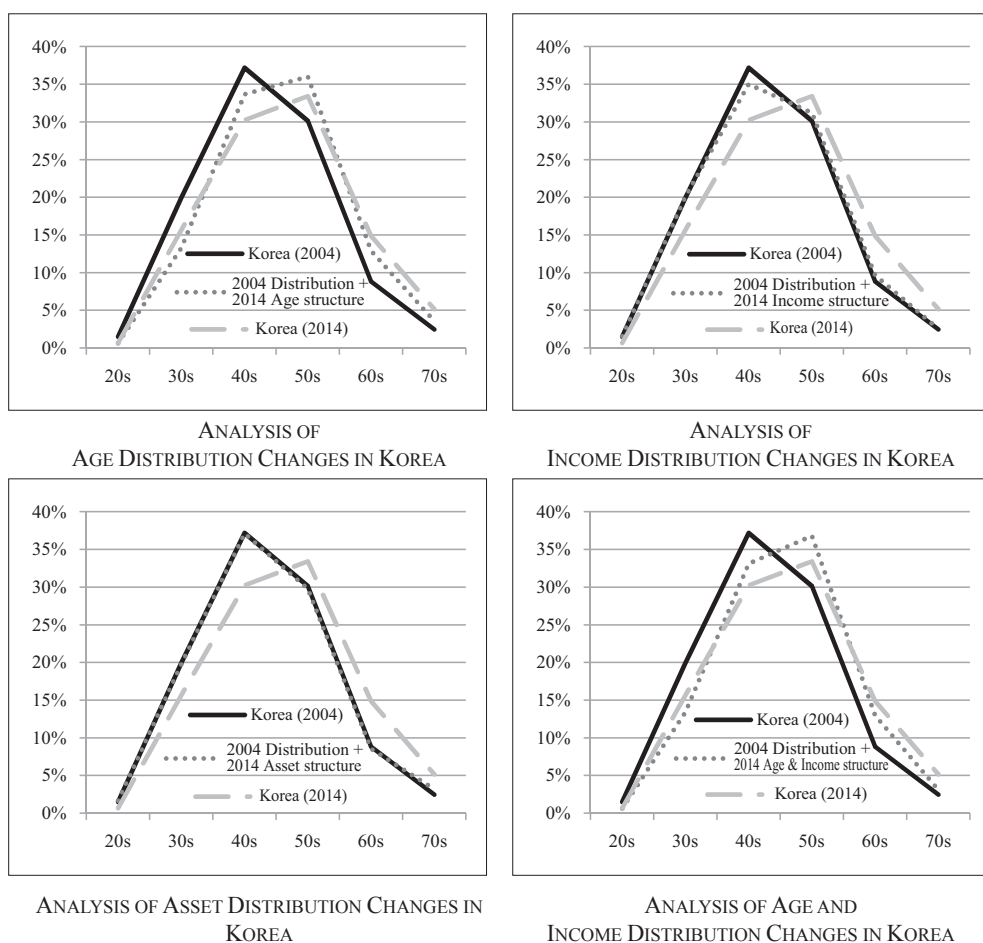 40%
35%
30%
25%
20%
15%
10%
5%
0%
Korea (2004)
2004 Distribution +
2014 Age structure
Korea (2014)
20s 30s 40s 50s 60s 70s
ANALYSIS OF
AGE DISTRIBUTION CHANGES IN KOREA
40%
35%
30%
25%
20%
15%
10%
5%
0%
Korea (2004)
2004 Distribution +
2014 Income structure
Korea (2014)
20s 30s 40s 50s 60s 70s
ANALYSIS OF
INCOME DISTRIBUTION CHANGES IN KOREA
40%
35%
30%
25%
20%
15%
10%
5%
0%
Korea (2004)
2004 Distribution +
2014 Asset structure
Korea (2014)
20s 30s 40s 50s 60s 70s
ANALYSIS OF ASSET DISTRIBUTION CHANGES IN
KOREA
40%
35%
30%
25%
20%
15%
10%
5%
0%
Korea (2004)
2004 Distribution +
2014 Age & Income structure
Korea (2014)
20s 30s 40s 50s 60s 70s
ANALYSIS OF AGE AND
INCOME DISTRIBUTION CHANGES IN KOREA